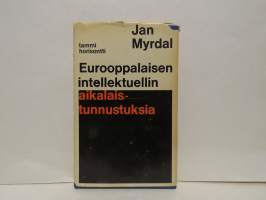 Jan
Myrdal
tammi
horisontti
Eurooppalaisen
intellektuellin
aikalais-
tunnustuksia